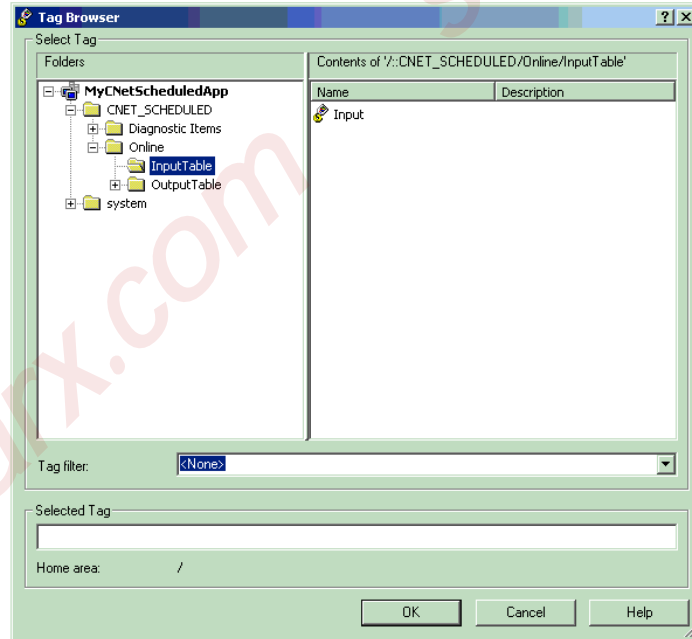 Tag Browser
Select Tag
Folders
Contents of '/::CNET_SCHEDULED/Online/InputTable'
MyCNetScheduledApp
CNET_SCHEDULED
Diagnostic Items
Online
InputTable
OutputTable
system
Name Description
Input
Tag filter: <None>
Selected Tag
Home area: /
OK Cancel Help